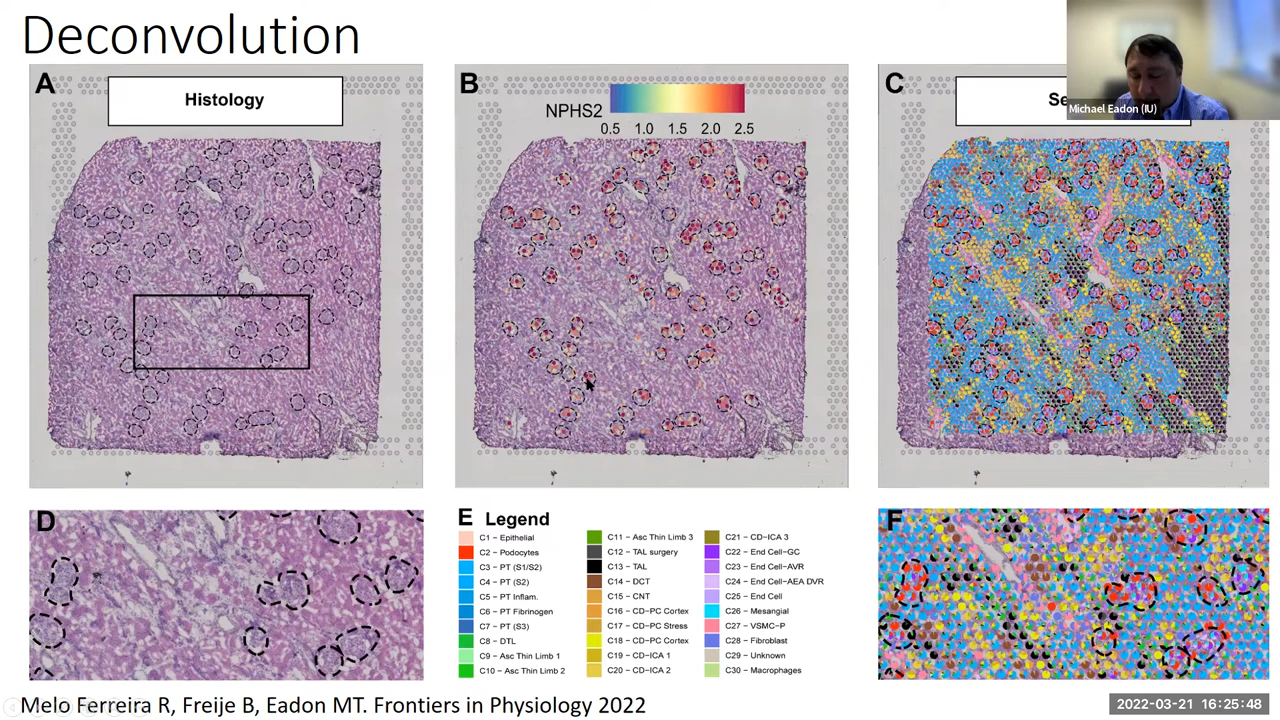 Deconvolution
A
Histology
B
NPHS2
0.5 1.0 1.5 2.0 2.5
C
Se
Michael Eadon (IU)
D
E Legend
C1 – Epithelial
C2 – Podocytes
C3 – PT (S1/S2)
C4 – PT (S2)
C5 – PT Inflam.
C6 – PT Fibrinogen
C7 – PT (S3)
C8 – DTL
C9 – Asc Thin Limb 1
C10 – Asc Thin Limb 2
C11 – Asc Thin Limb 3
C12 – TAL surgery
C13 – TAL
C14 – DCT
C15 – CNT
C16 – CD–PC Cortex
C17 – CD–PC Stress
C18 – CD–PC Cortex
C19 – CD–ICA 1
C20 – CD–ICA 2
C21 – CD–ICA 3
C22 – End Cell–GC
C23 – End Cell–AVR
C24 – End Cell–AEA DVR
C25 – End Cell
C26 – Mesangial
C27 – VSMC–P
C28 – Fibroblast
C29 – Unknown
C30 – Macrophages
F
Melo Ferreira R, Freije B, Eadon MT. Frontiers in Physiology 2022
2022-03-21 16:25:48